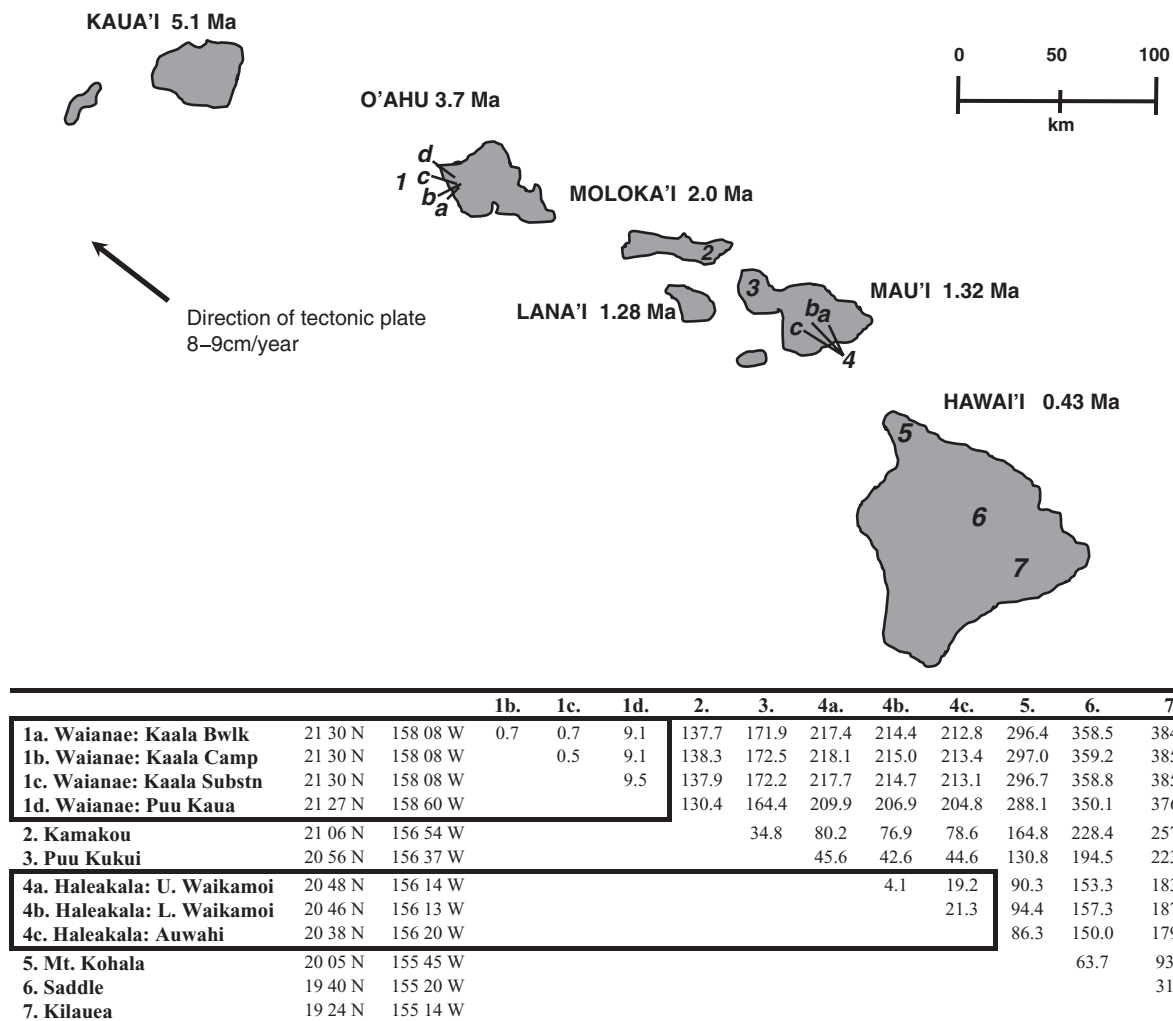 KAUA'I 5.1 Ma
0 50 100
km
O'AHU 3.7 Ma
d
1 c
b
a
MOLOKA'I 2.0 Ma
2
3
MAU'I 1.32 Ma
LANA'I 1.28 Ma
b a
c
4
Direction of tectonic plate
8–9cm/year
HAWAI'I 0.43 Ma
5
6
7
1b. 1c. 1d. 2. 3. 4a. 4b. 4c. 5. 6. 7
1a. Waianae: Kaala Bwlk 21 30 N 158 08 W 0.7 0.7 9.1 137.7 171.9 217.4 214.4 212.8 296.4 358.5 384
1b. Waianae: Kaala Camp 21 30 N 158 08 W 0.5 9.1 138.3 172.5 218.1 215.0 213.4 297.0 359.2 385
1c. Waianae: Kaala Substn 21 30 N 158 08 W 9.5 137.9 172.2 217.7 214.7 213.1 296.7 358.8 385
1d. Waianae: Puu Kaua 21 27 N 158 60 W 130.4 164.4 209.9 206.9 204.8 288.1 350.1 376
2. Kamakou 21 06 N 156 54 W 34.8 80.2 76.9 78.6 164.8 228.4 257
3. Puu Kukui 20 56 N 156 37 W 45.6 42.6 44.6 130.8 194.5 223
4a. Haleakala: U. Waikamoi 20 48 N 156 14 W 4.1 19.2 90.3 153.3 183
4b. Haleakala: L. Waikamoi 20 46 N 156 13 W 21.3 94.4 157.3 187
4c. Haleakala: Auwahi 20 38 N 156 20 W 86.3 150.0 179
5. Mt. Kohala 20 05 N 155 45 W 63.7 93
6. Saddle 19 40 N 155 20 W 31
7. Kilauea 19 24 N 155 14 W